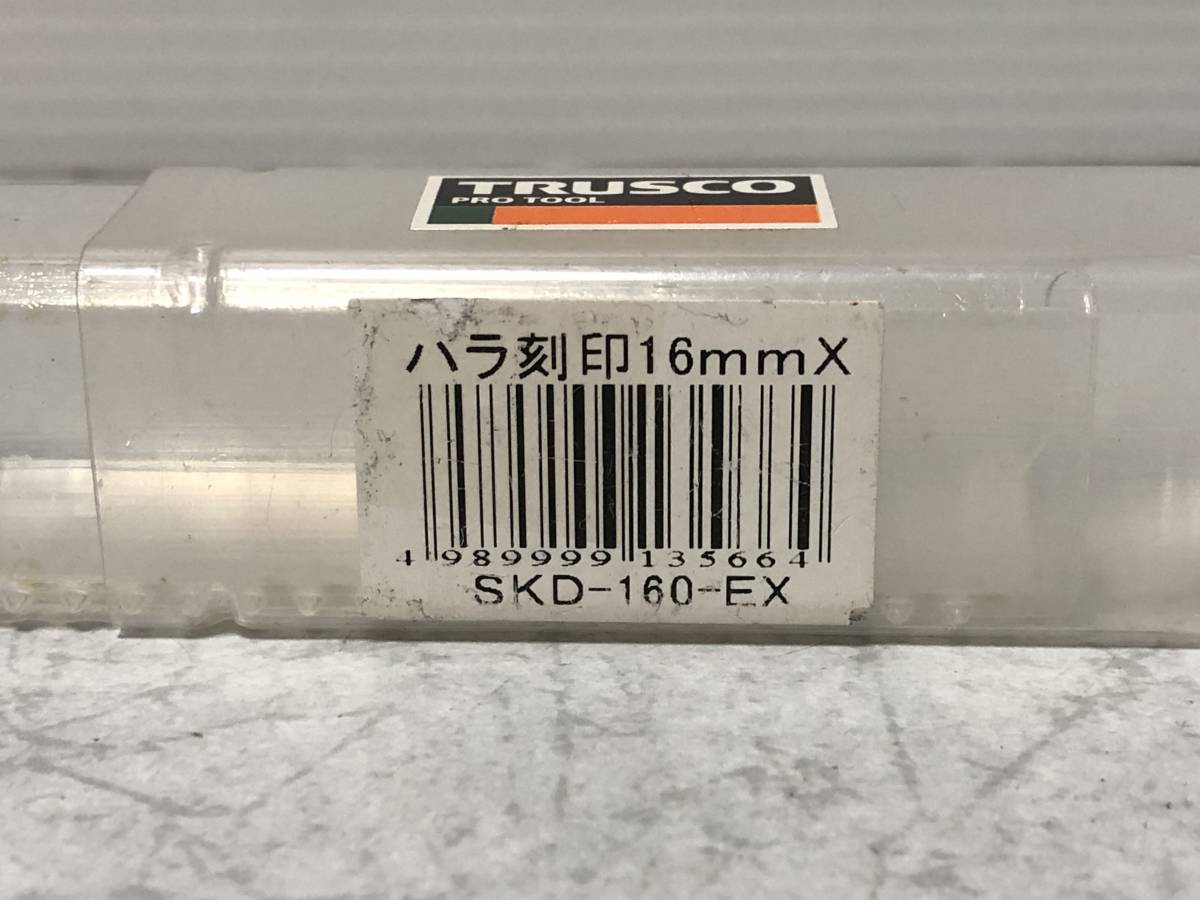 TRUSCO
PRO TOOL
ハラ刻印16mmX
4 989999 135664
SKD-160-EX